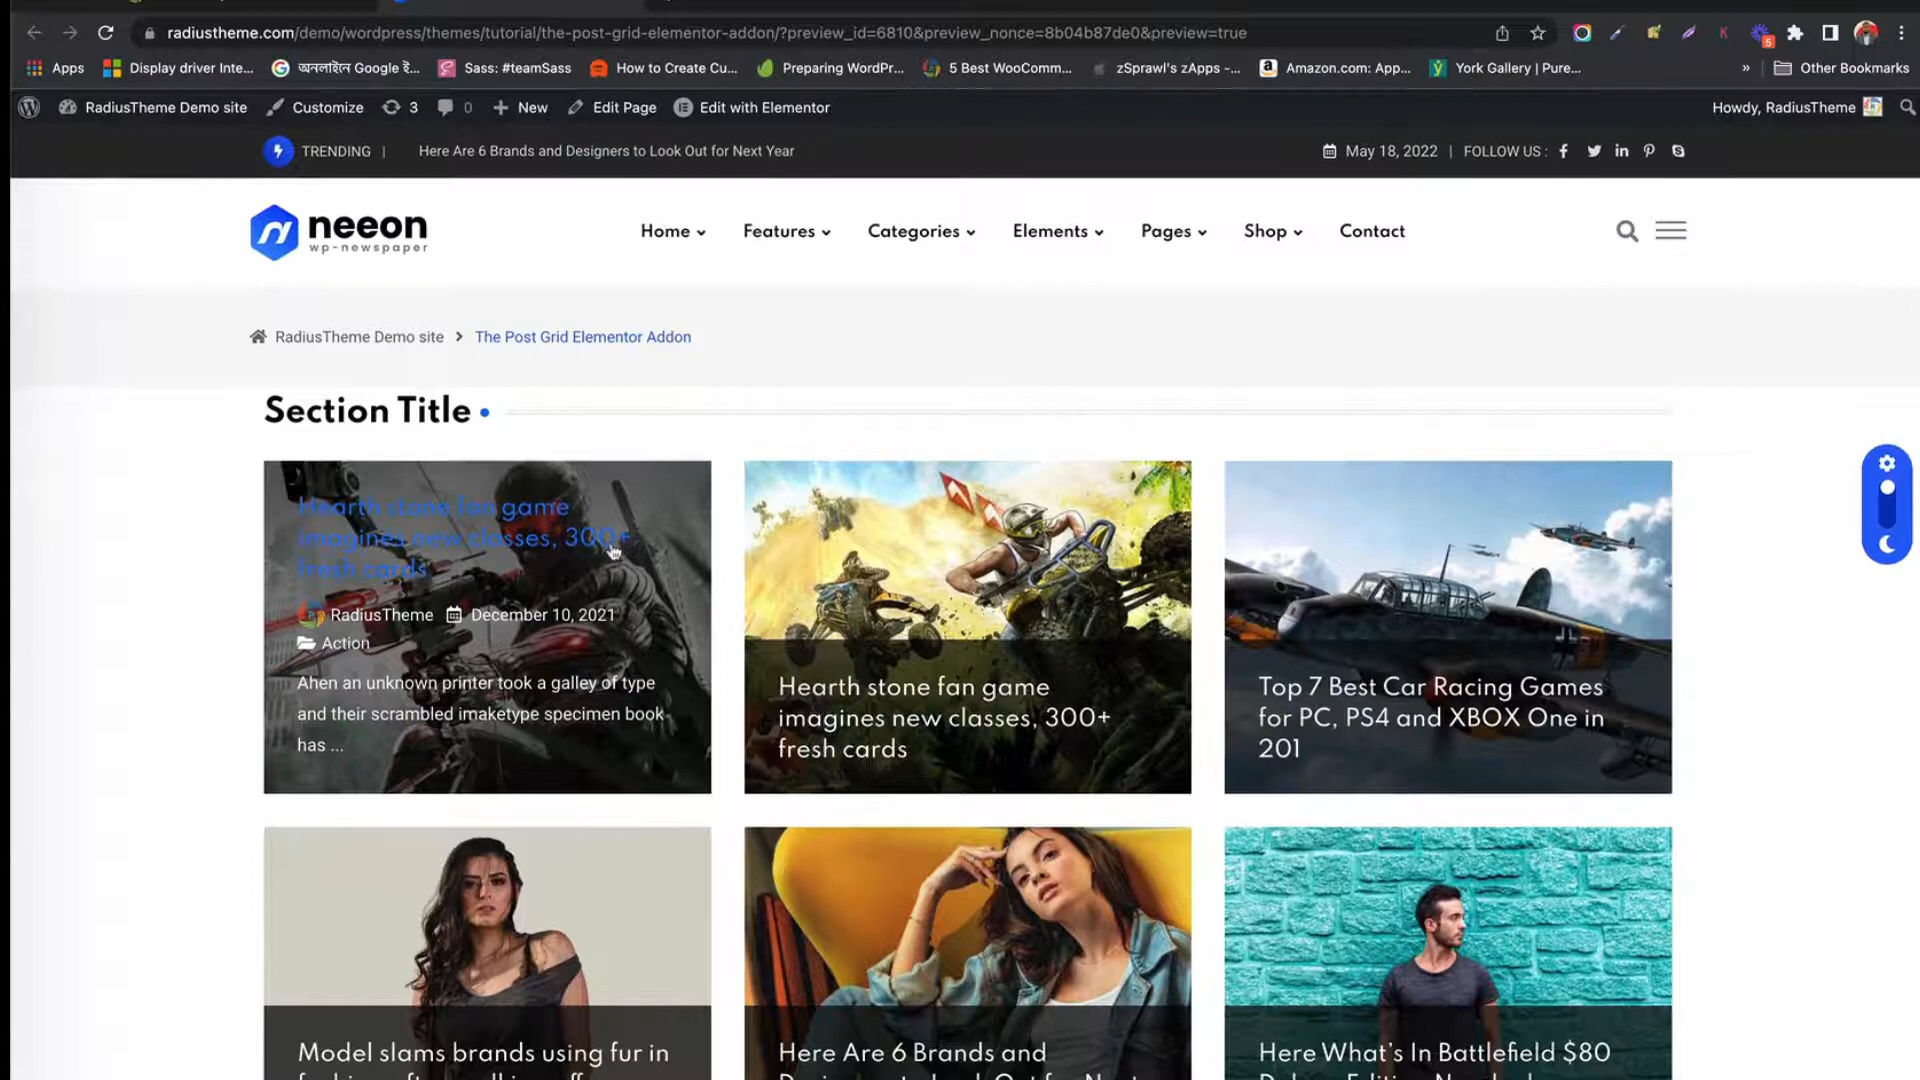 radiustheme.com/demo/wordpress/themes/tutorial/the-post-grid-elementor-addon/?preview_id=6810&preview_nonce=8b04b87de0&preview=true
Apps Display driver Inte... অনলাইনে Google ই... Sass: #teamSass How to Create Cu... Preparing WordPr... 5 Best WooComm... zSprawl's zApps -... Amazon.com: App... York Gallery | Pure... » Other Bookmarks
RadiusTheme Demo site Customize 3 0 New Edit Page Edit with Elementor Howdy, RadiusTheme
TRENDING | Here Are 6 Brands and Designers to Look Out for Next Year May 18, 2022 | FOLLOW US :
neeon
wp-newspaper
Home Features Categories Elements Pages Shop Contact
RadiusTheme Demo site > The Post Grid Elementor Addon
Section Title
Hearth stone fan game
imagines new classes, 300+
fresh cards
RadiusTheme December 10, 2021
Action
Ahen an unknown printer took a galley of type
and their scrambled imaketype specimen book
has ...
Hearth stone fan game
imagines new classes, 300+
fresh cards
Top 7 Best Car Racing Games
for PC, PS4 and XBOX One in
201
Model slams brands using fur in
Here Are 6 Brands and
Here What's In Battlefield $80